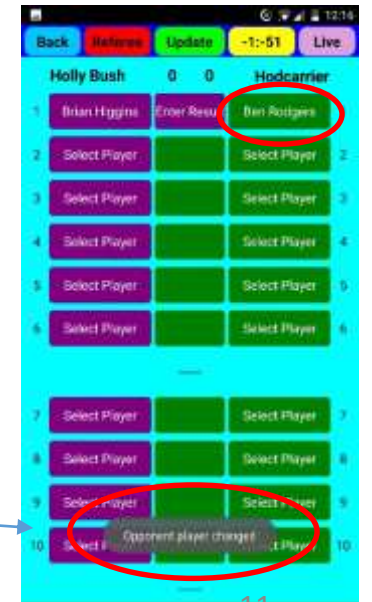 12:16
Back Referee Update -1:-51 Live
Holly Bush 0 0 Hodcarrier
1 Brian Higgins Enter Resu Ben Rodgers
2 Select Player Select Player 2
3 Select Player Select Player 3
4 Select Player Select Player 4
5 Select Player Select Player 5
6 Select Player Select Player 6
7 Select Player Select Player 7
8 Select Player Select Player 8
9 Select Player Select Player 9
10 Select Player 10
Opponent player changed
11